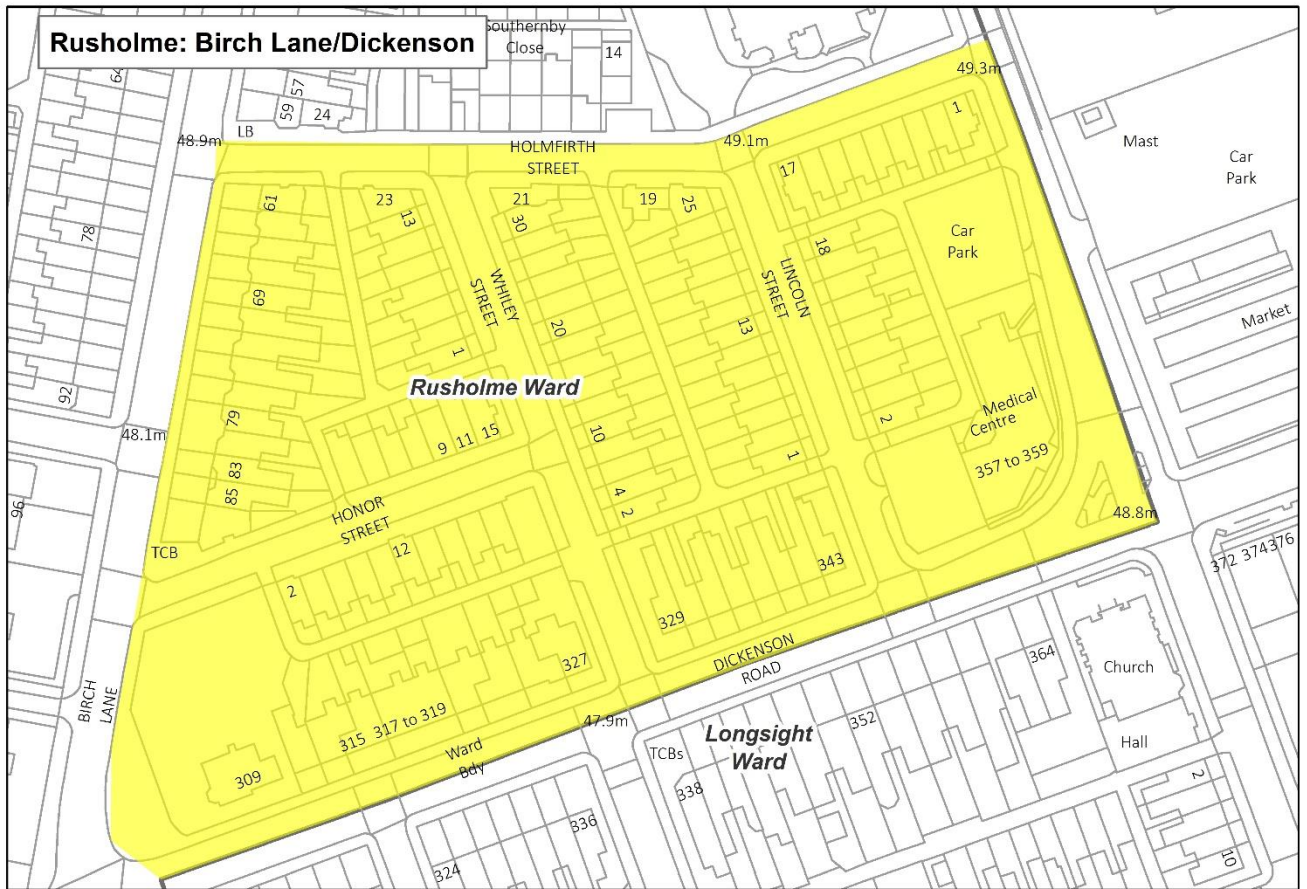 Rusholme: Birch Lane/Dickenson
Southernby
Close
14
64
57
59
24
LB
48.9m
HOLMFIRTH
STREET
49.1m
49.3m
1
Mast
Car
Park
17
61
23
13
21
30
19
25
18
Car
Park
78
69
WHILEY
STREET
LINCOLN
STREET
20
13
Market
92
1
Rusholme Ward
79
48.1m
9
11
15
10
2
Medical
Centre
357 to 359
83
85
4
2
1
96
HONOR
STREET
48.8m
TCB
12
343
372
374
376
2
329
327
DICKENSON
ROAD
364
Church
BIRCH
LANE
315
317 to 319
47.9m
352
Longsight
Ward
Ward
Bdy
TCBs
Hall
309
338
2
336
324
10